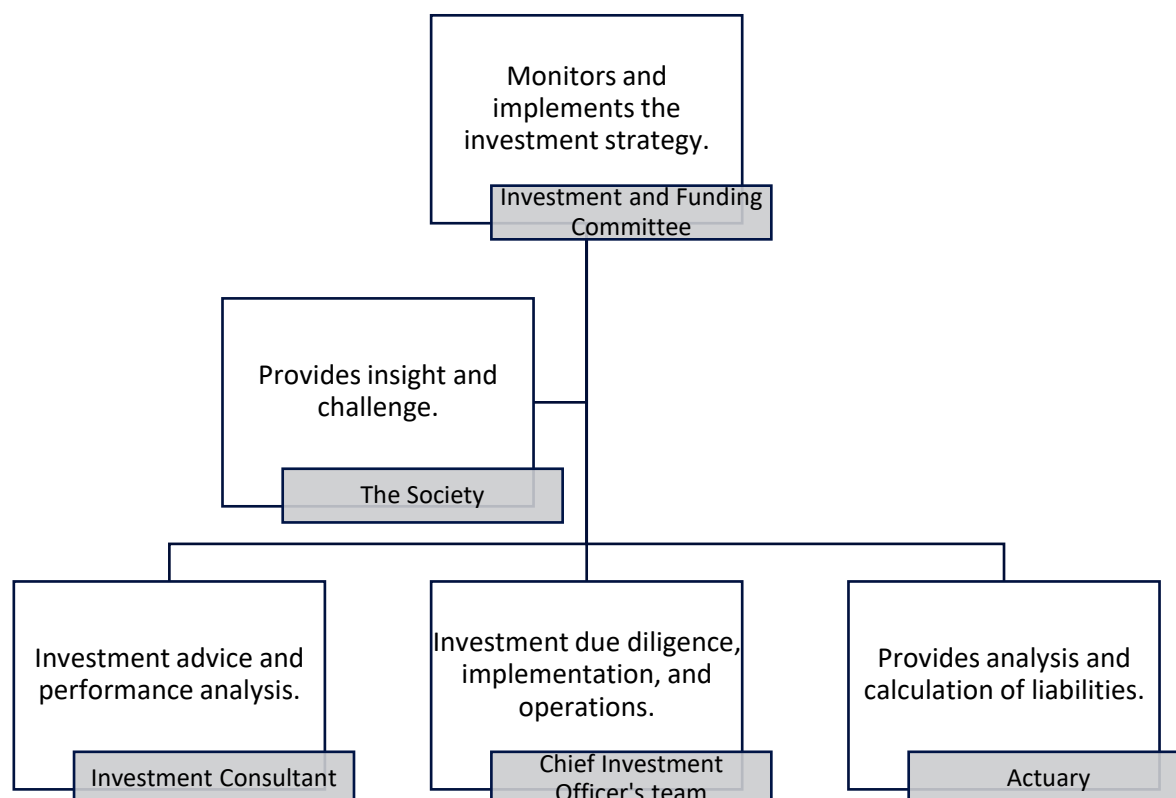 Monitors and
implements the
investment strategy.
Investment and Funding
Committee
Provides insight and
challenge.
The Society
Investment advice and
performance analysis.
Investment Consultant
Investment due diligence,
implementation, and
operations.
Chief Investment
Officer's team
Provides analysis and
calculation of liabilities.
Actuary